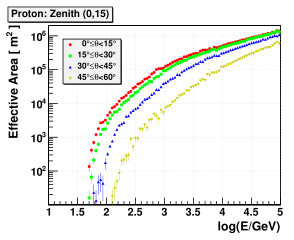 Proton: Zenith (0,15)
Effective Area [ m² ]
10⁶
10⁵
10⁴
10³
10²
0°≤θ<15°
15°≤θ<30°
30°≤θ<45°
45°≤θ<60°
1 1.5 2 2.5 3 3.5 4 4.5 5
log(E/GeV)